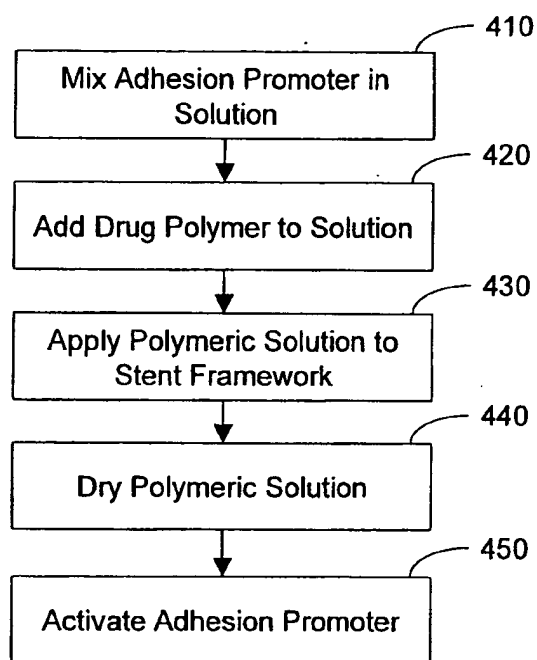 410
Mix Adhesion Promoter in
Solution
420
Add Drug Polymer to Solution
430
Apply Polymeric Solution to
Stent Framework
440
Dry Polymeric Solution
450
Activate Adhesion Promoter